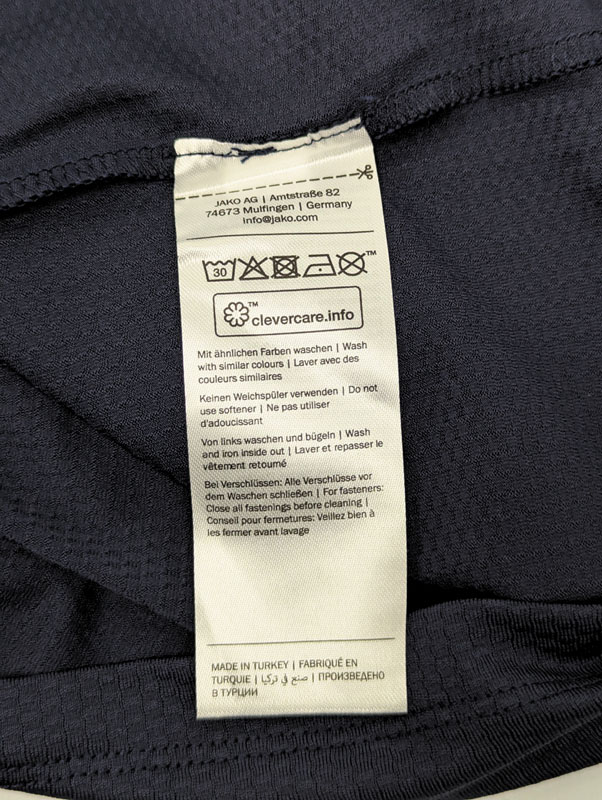 JAKO AG | Amtstraße 82
74673 Mulfingen | Germany
info@jako.com
30
TM
TM
clevercare.info
Mit ähnlichen Farben waschen | Wash
with similar colours | Laver avec des
couleurs similaires
Keinen Weichspüler verwenden | Do not
use softener | Ne pas utiliser
d'adoucissant
Von links waschen und bügeln | Wash
and iron inside out | Laver et repasser le
vêtement retourné
Bei Verschlüssen: Alle Verschlüsse vor
dem Waschen schließen | For fasteners:
Close all fastenings before cleaning |
Conseil pour fermetures: Veillez bien à
les fermer avant lavage
MADE IN TURKEY | FABRIQUÉ EN
TURQUIE | صنع في تركيا | ПРОИЗВЕДЕНО
В ТУРЦИИ